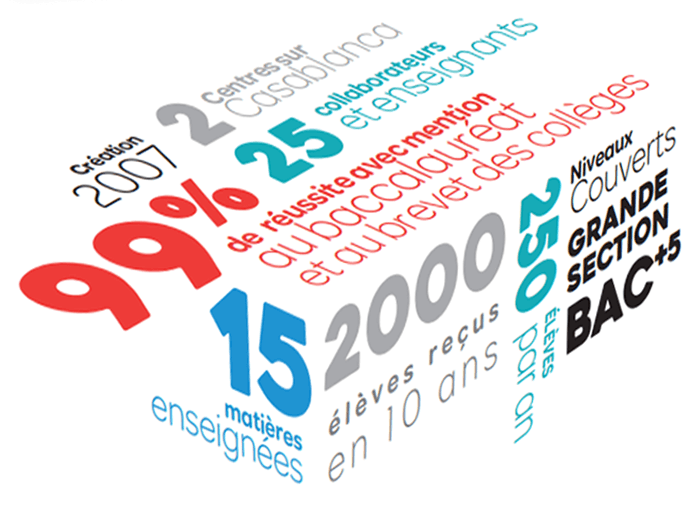 Création
2007
2
Centres sur
Casablanca
25
collaborateurs
et enseignants
99%
de réussite avec mention
au baccalauréat
et au brevet des collèges
15
matières
enseignées
2000
élèves reçus
en 10 ans
250
élèves
par an
Niveaux
Couverts
GRANDE
SECTION
BAC+5